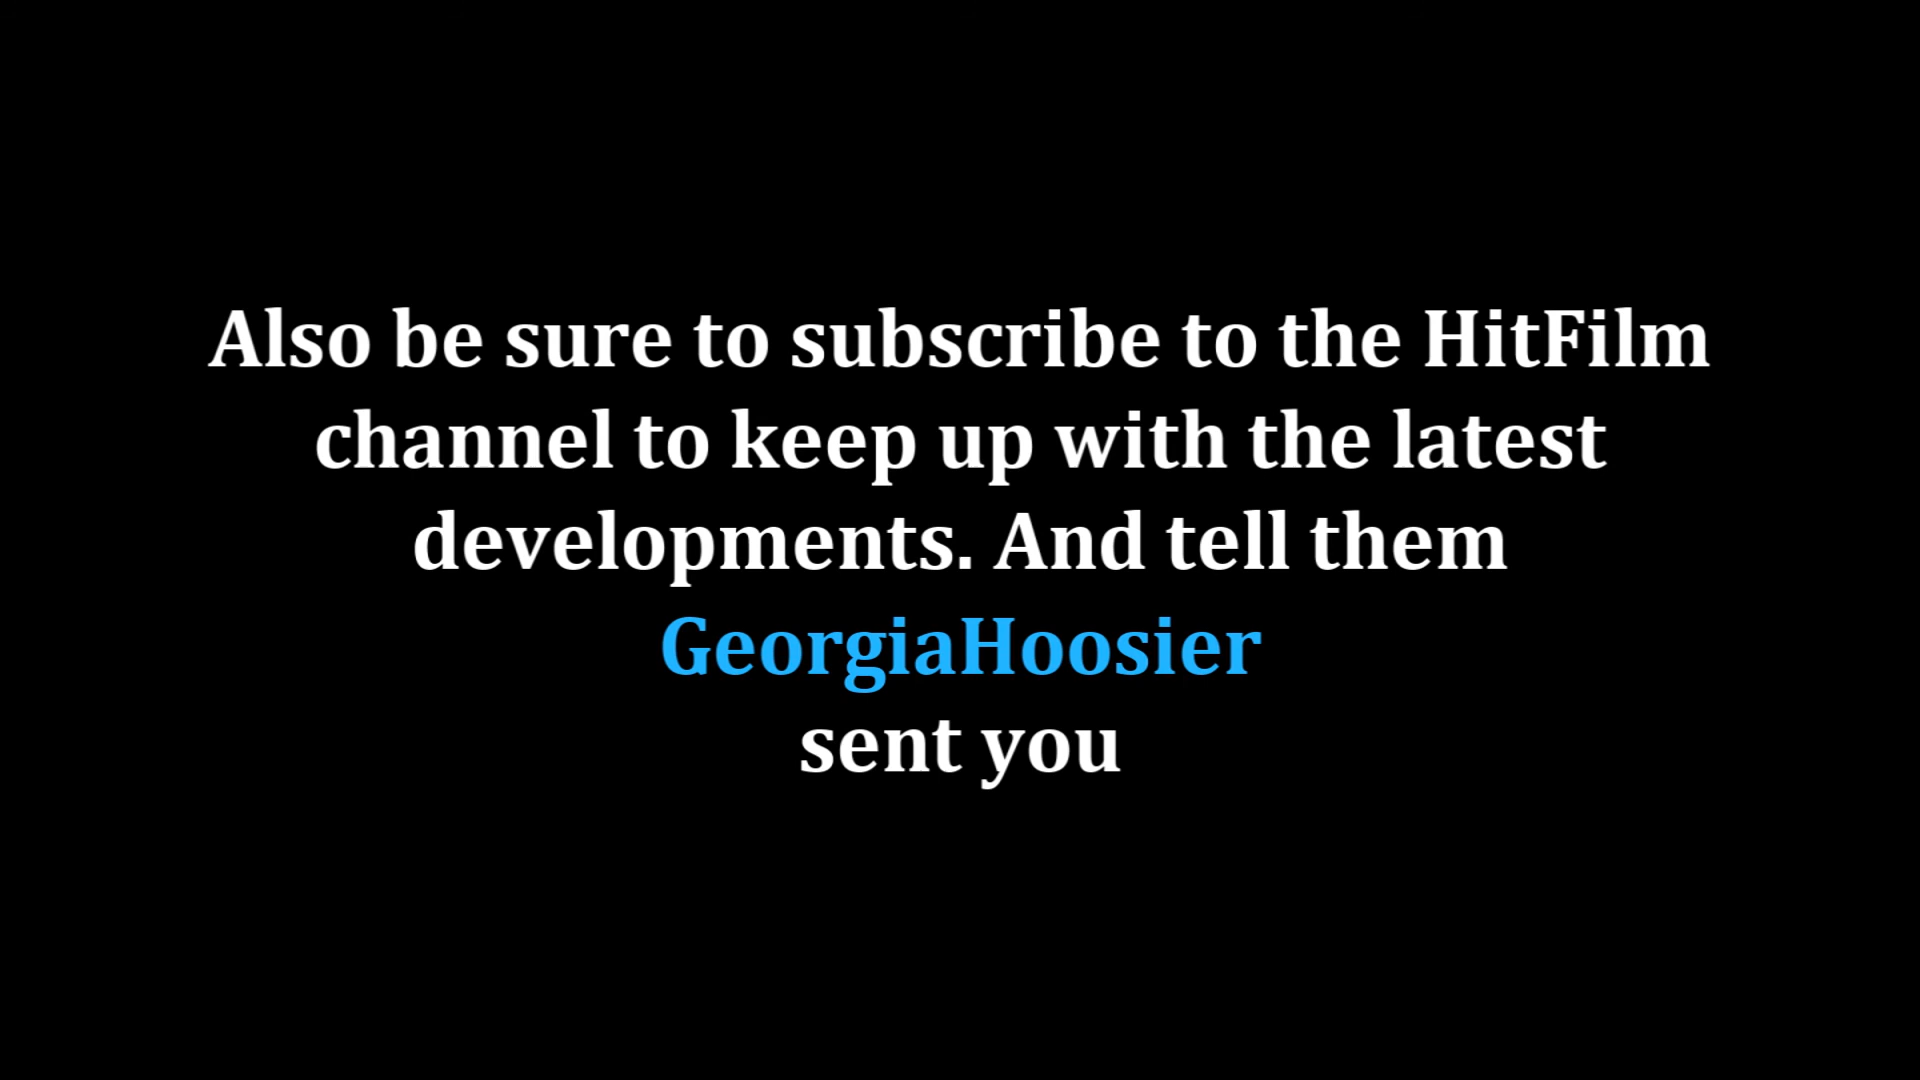 Also be sure to subscribe to the HitFilm
channel to keep up with the latest
developments. And tell them
GeorgiaHoosier
sent you